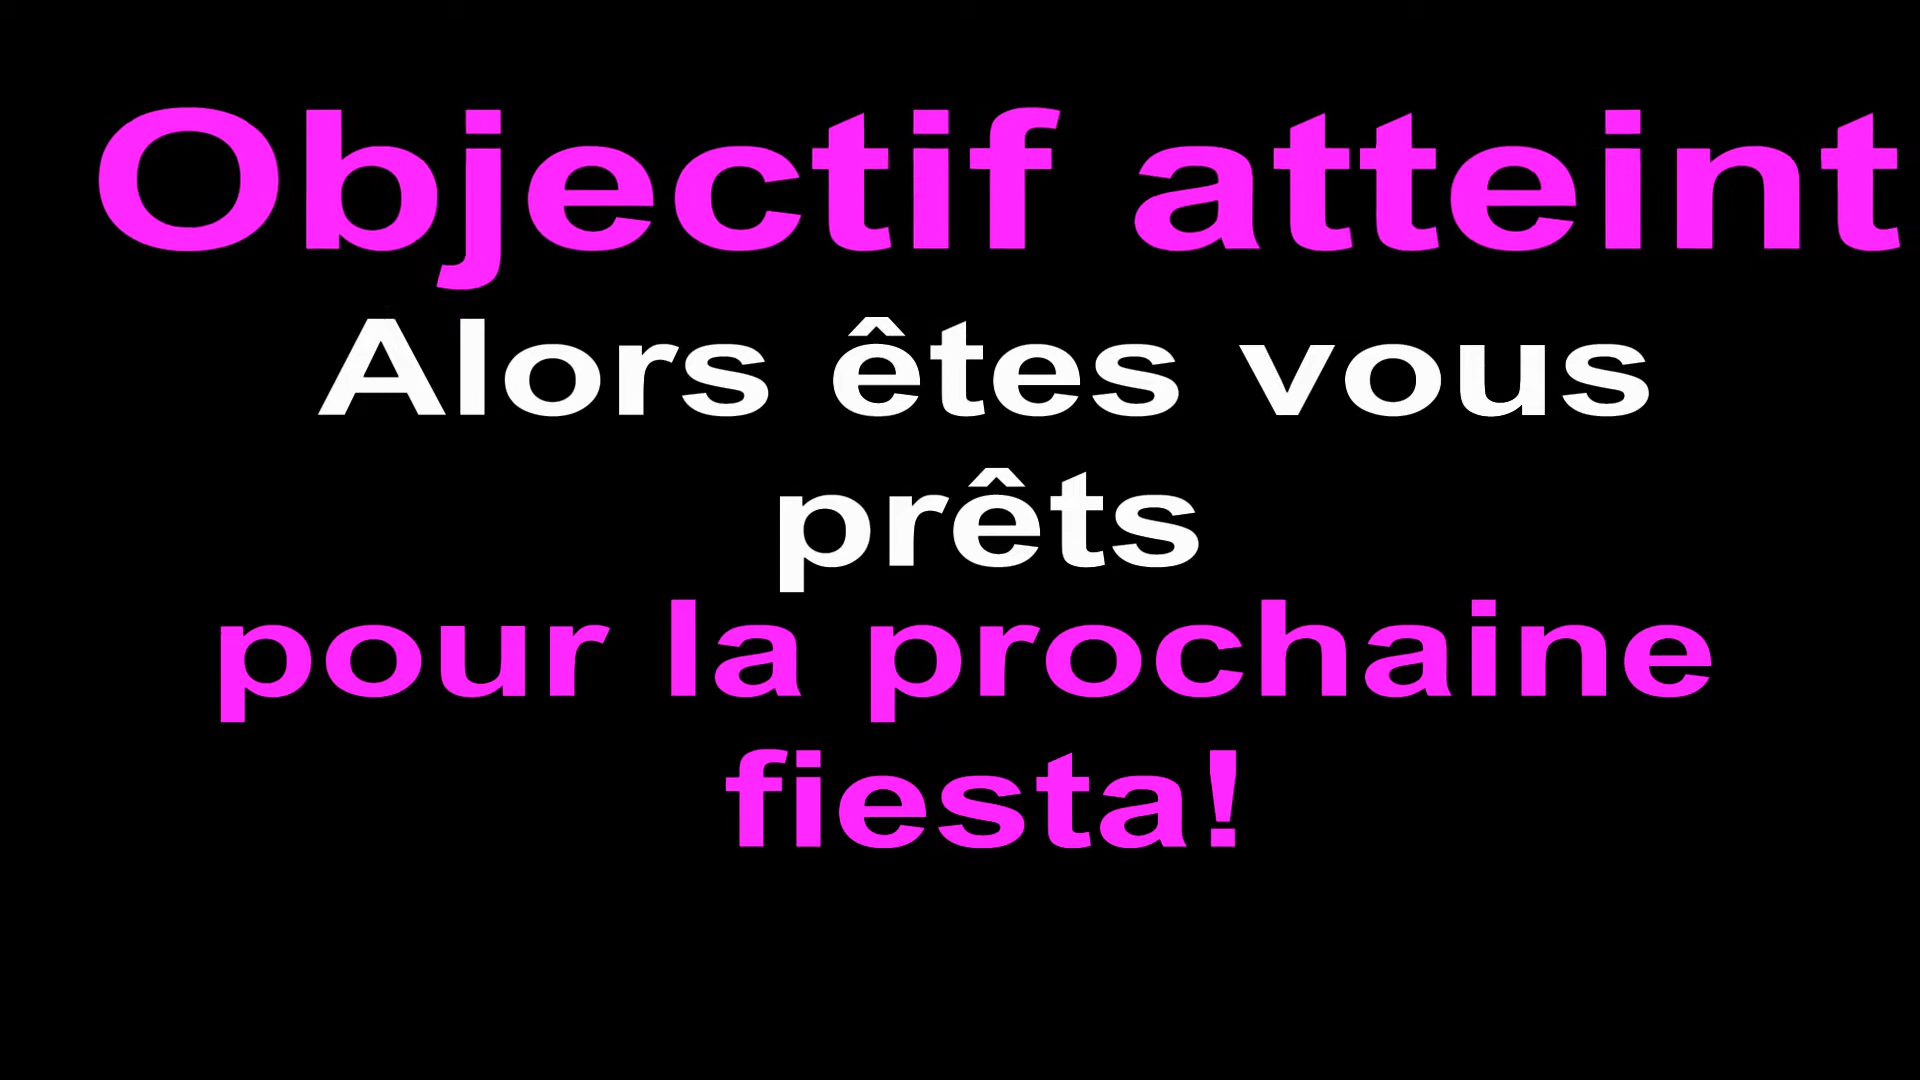 Objectif atteint
Alors êtes vous
prêts
pour la prochaine
fiesta!